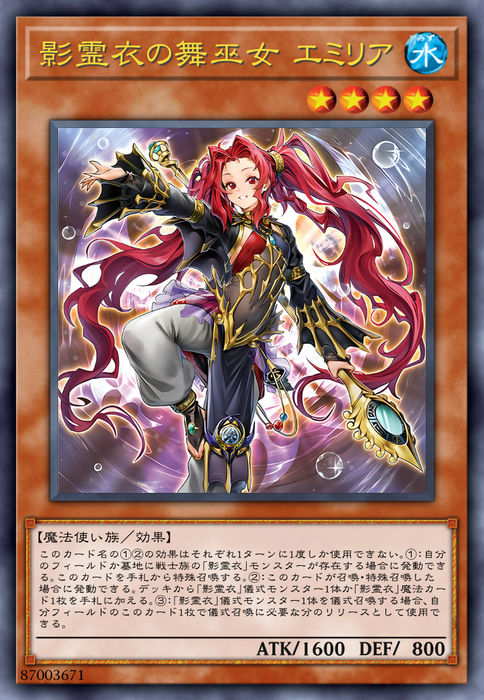 影霊衣の舞巫女 エミリア
みず
水
【魔法使い族／効果】
このカード名の①②の効果はそれぞれ1ターンに1度しか使用できない。①：自分
のフィールドか墓地に戦士族の「影霊衣」モンスターが存在する場合に発動でき
る。このカードを手札から特殊召喚する。②：このカードが召喚・特殊召喚した
場合に発動できる。デッキから「影霊衣」儀式モンスター1体か「影霊衣」魔法カー
ド1枚を手札に加える。③：「影霊衣」儀式モンスター1体を儀式召喚する場合、自
分フィールドのこのカード1枚で儀式召喚に必要な分のリリースとして使用で
きる。
ATK/1600 DEF/ 800
87003671